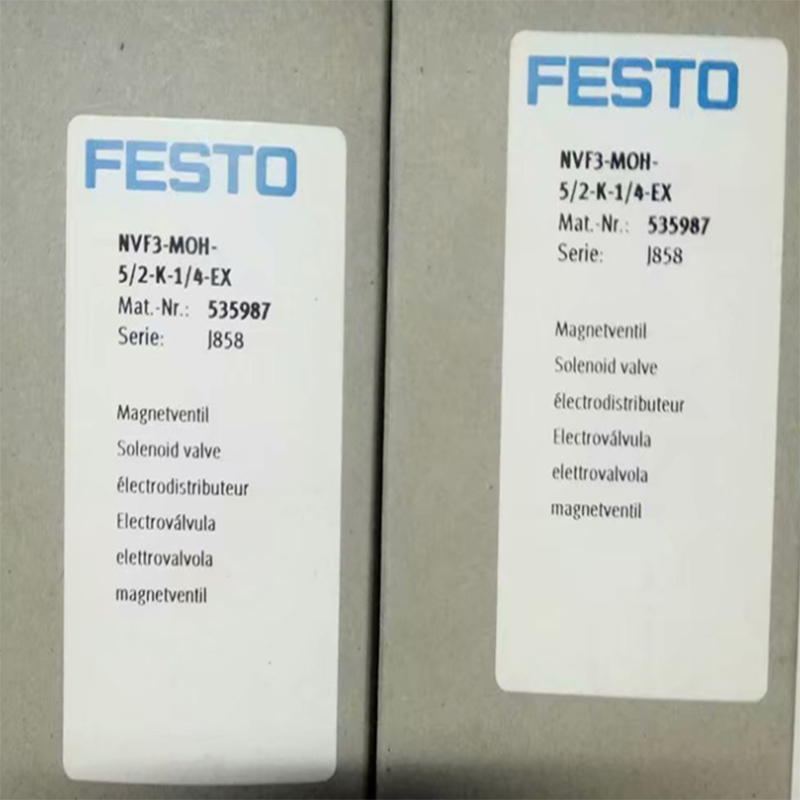 FESTO
NVF3-MOH-
5/2-K-1/4-EX
Mat.-Nr.: 535987
Serie: J858
Magnetventil
Solenoid valve
électrodistributeur
Electroválvula
elettrovalvola
magnetventil
FESTO
NVF3-MOH-
5/2-K-1/4-EX
Mat.-Nr.: 535987
Serie: J858
Magnetventil
Solenoid valve
électrodistributeur
Electroválvula
elettrovalvola
magnetventil